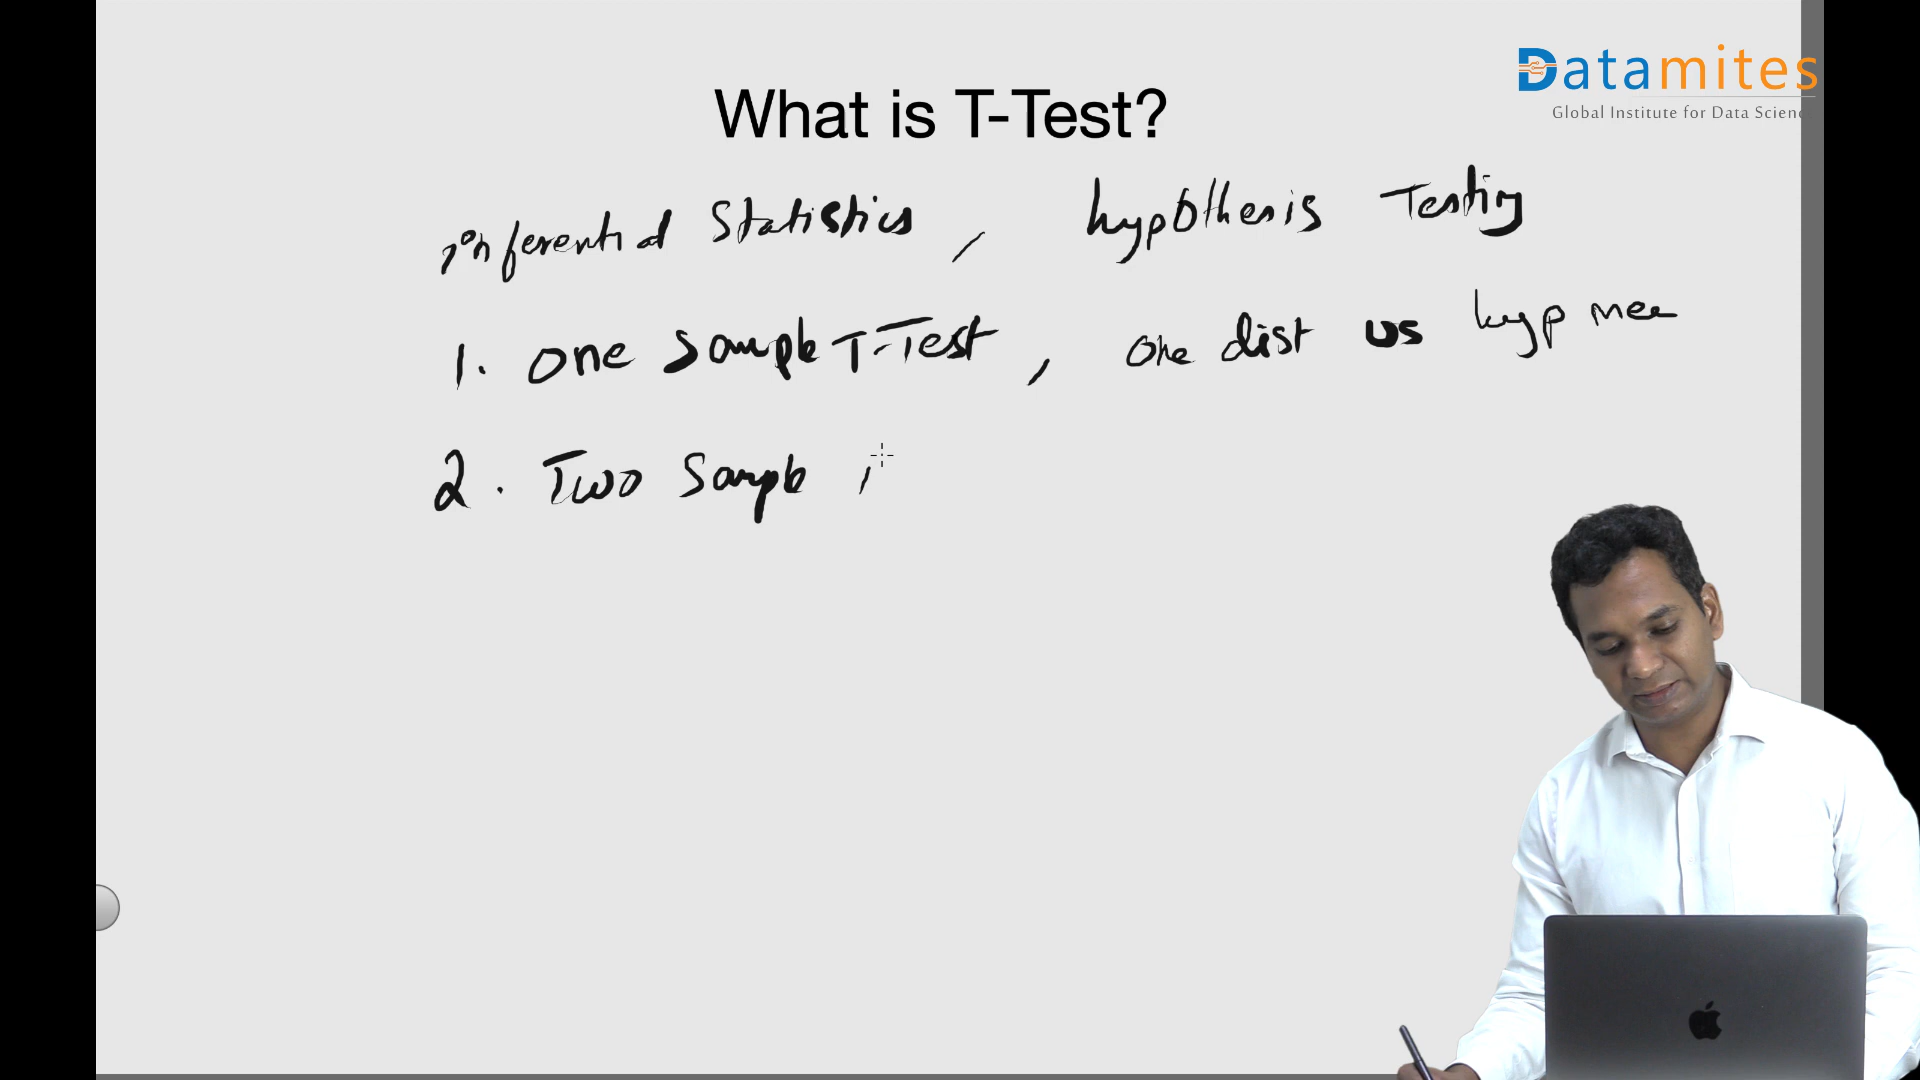 Datamites
Global Institute for Data Scienc
What is T-Test?
inferential Statistics, hypothesis Testing
1. one sample T-Test, one dist vs hyp mea
2. Two Sample